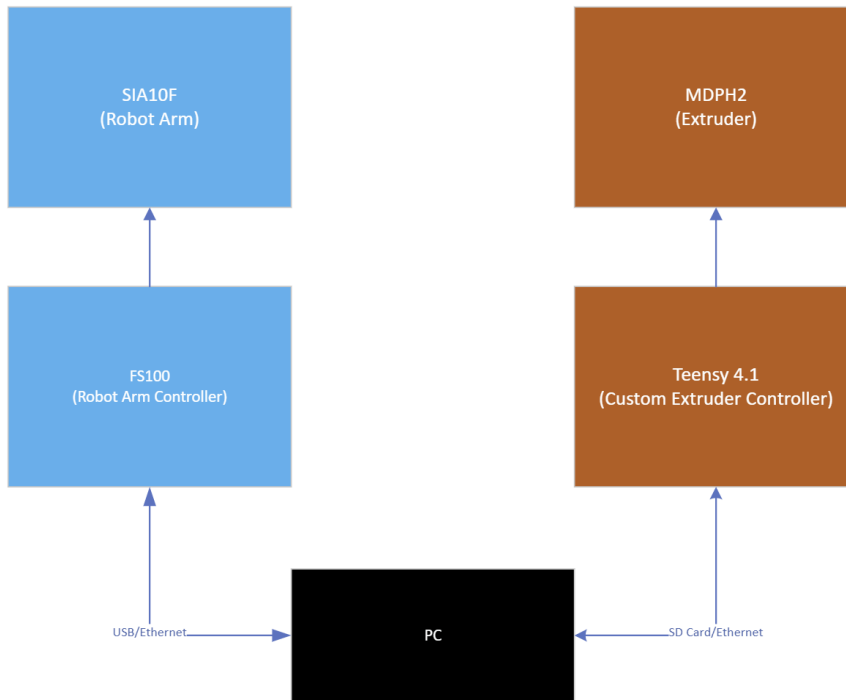 SIA10F
(Robot Arm)
MDPH2
(Extruder)
FS100
(Robot Arm Controller)
Teensy 4.1
(Custom Extruder Controller)
USB/Ethernet
PC
SD Card/Ethernet